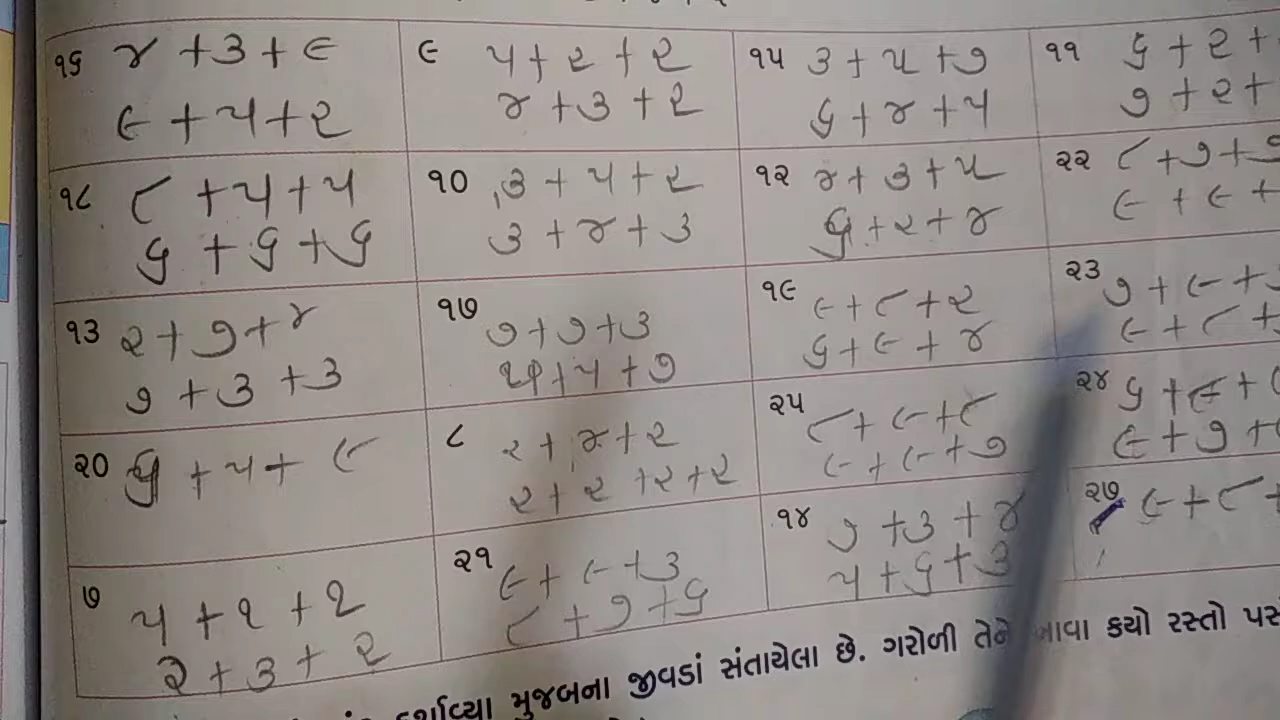 ૧૬ ૪ + ૩ + ૯
૯ + ૫ + ૨
૯ ૫ + ૨ + ૨
૪ + ૩ + ૨
૧૫ ૩ + ૫ + ૭
૬ + ૪ + ૫
૧૧ ૬ + ૨ +
૭ + ૨ +
૧૮ ૮ + ૫ + ૫
૬ + ૬ + ૬
૧૦ ૩ + ૫ + ૨
૩ + ૪ + ૩
૧૨ ૪ + ૩ + ૫
૬ + ૨ + ૪
૨૨ ૮ + ૭ +
૯ + ૯ +
૧૩ ૨ + ૭ + ૪
૭ + ૩ + ૩
૧૭ ૭ + ૭ + ૩
૫ + ૫ + ૭
૧૯ ૯ + ૮ + ૨
૬ + ૯ + ૪
૨૩ ૭ + ૯ +
૯ + ૮ +
૨૦ ૬ + ૫ + ૯
૮ ૨ + ૪ + ૨
૨ + ૨ + ૨ + ૨
૨૫ ૮ + ૯ + ૮
૯ + ૯ + ૭
૨૪ ૬ + ૯ +
૯ + ૭ +
૭ ૫ + ૧ + ૨
૨ + ૩ + ૨
૨૧ ૯ + ૯ + ૩
૮ + ૭ + ૬
૧૪ ૭ + ૩ + ૪
૫ + ૬ + ૩
૨૭ ૯ + ૮ +
મુજબના જીવડાં સંતાયેલા છે. ગરોળી તેને કયો રસ્તો